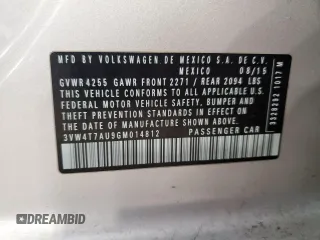 MFD BY VOLKSWAGEN DE MEXICO S.A. DE C.V.
MEXICO 08/15
GVWR 4255 GAWR FRONT 2271 / REAR 2094 LBS
THIS VEHICLE CONFORMS TO ALL APPLICABLE U.S.
FEDERAL MOTOR VEHICLE SAFETY, BUMPER AND
THEFT PREVENTION STANDARDS IN EFFECT ON
THE DATE OF MANUFACTURE SHOWN ABOVE.
3VW4T7AU9GM014812
PASSENGER CAR
3328292 1017 M
DREAMBID